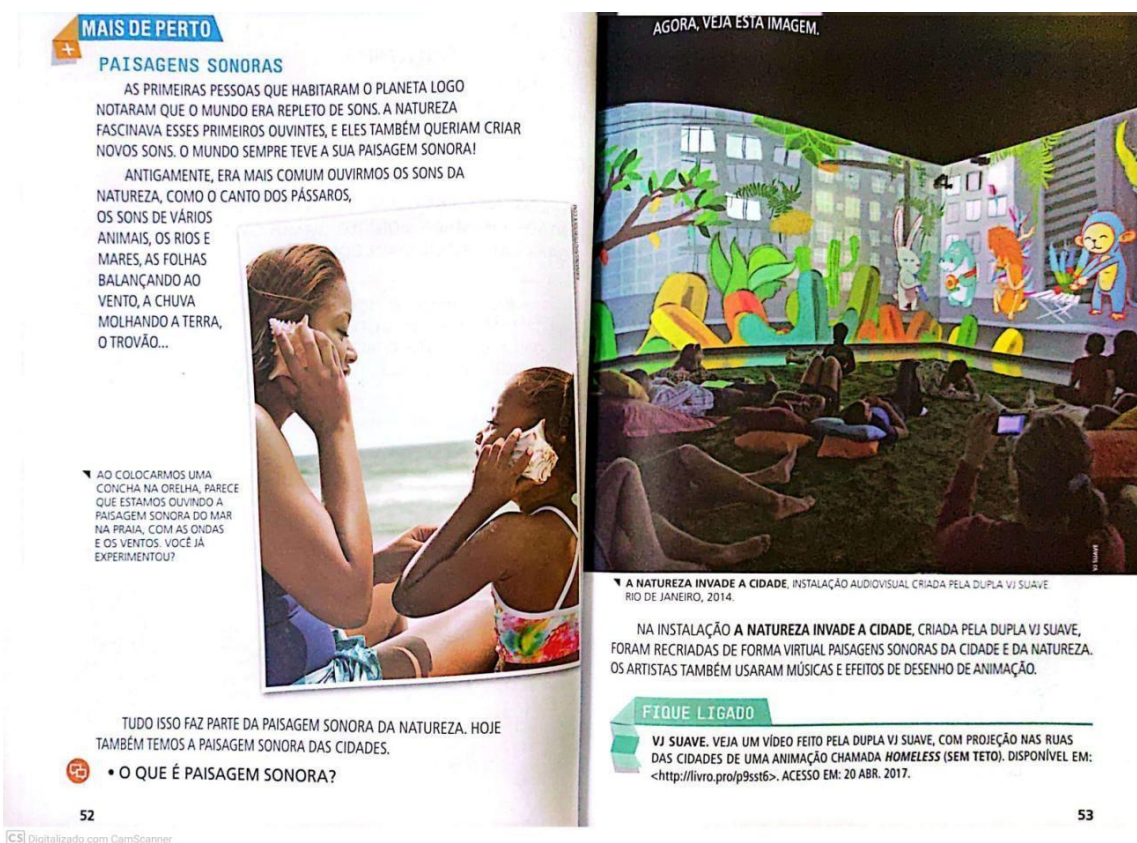 MAIS DE PERTO
+
PAISAGENS SONORAS
AS PRIMEIRAS PESSOAS QUE HABITARAM O PLANETA LOGO
NOTARAM QUE O MUNDO ERA REPLETO DE SONS. A NATUREZA
FASCINAVA ESSES PRIMEIROS OUVINTES, E ELES TAMBÉM QUERIAM CRIAR
NOVOS SONS. O MUNDO SEMPRE TEVE A SUA PAISAGEM SONORA!
ANTIGAMENTE, ERA MAIS COMUM OUVIRMOS OS SONS DA
NATUREZA, COMO O CANTO DOS PÁSSAROS,
OS SONS DE VÁRIOS
ANIMAIS, OS RIOS E
MARES, AS FOLHAS
BALANÇANDO AO
VENTO, A CHUVA
MOLHANDO A TERRA,
O TROVÃO...
AO COLOCARMOS UMA
CONCHA NA ORELHA, PARECE
QUE ESTAMOS OUVINDO A
PAISAGEM SONORA DO MAR
NA PRAIA, COM AS ONDAS
E OS VENTOS. VOCÊ JÁ
EXPERIMENTOU?
TUDO ISSO FAZ PARTE DA PAISAGEM SONORA DA NATUREZA. HOJE
TAMBÉM TEMOS A PAISAGEM SONORA DAS CIDADES.
• O QUE É PAISAGEM SONORA?
52
AGORA, VEJA ESTA IMAGEM.
A NATUREZA INVADE A CIDADE, INSTALAÇÃO AUDIOVISUAL CRIADA PELA DUPLA VJ SUAVE.
RIO DE JANEIRO, 2014.
NA INSTALAÇÃO A NATUREZA INVADE A CIDADE, CRIADA PELA DUPLA VJ SUAVE,
FORAM RECRIADAS DE FORMA VIRTUAL PAISAGENS SONORAS DA CIDADE E DA NATUREZA.
OS ARTISTAS TAMBÉM USARAM MÚSICAS E EFEITOS DE DESENHO DE ANIMAÇÃO.
FIQUE LIGADO
VJ SUAVE. VEJA UM VÍDEO FEITO PELA DUPLA VJ SUAVE, COM PROJEÇÃO NAS RUAS
DAS CIDADES DE UMA ANIMAÇÃO CHAMADA HOMELESS (SEM TETO). DISPONÍVEL EM:
<http://livro.pro/p9sst6>. ACESSO EM: 20 ABR. 2017.
53
CS Digitalizado com CamScanner